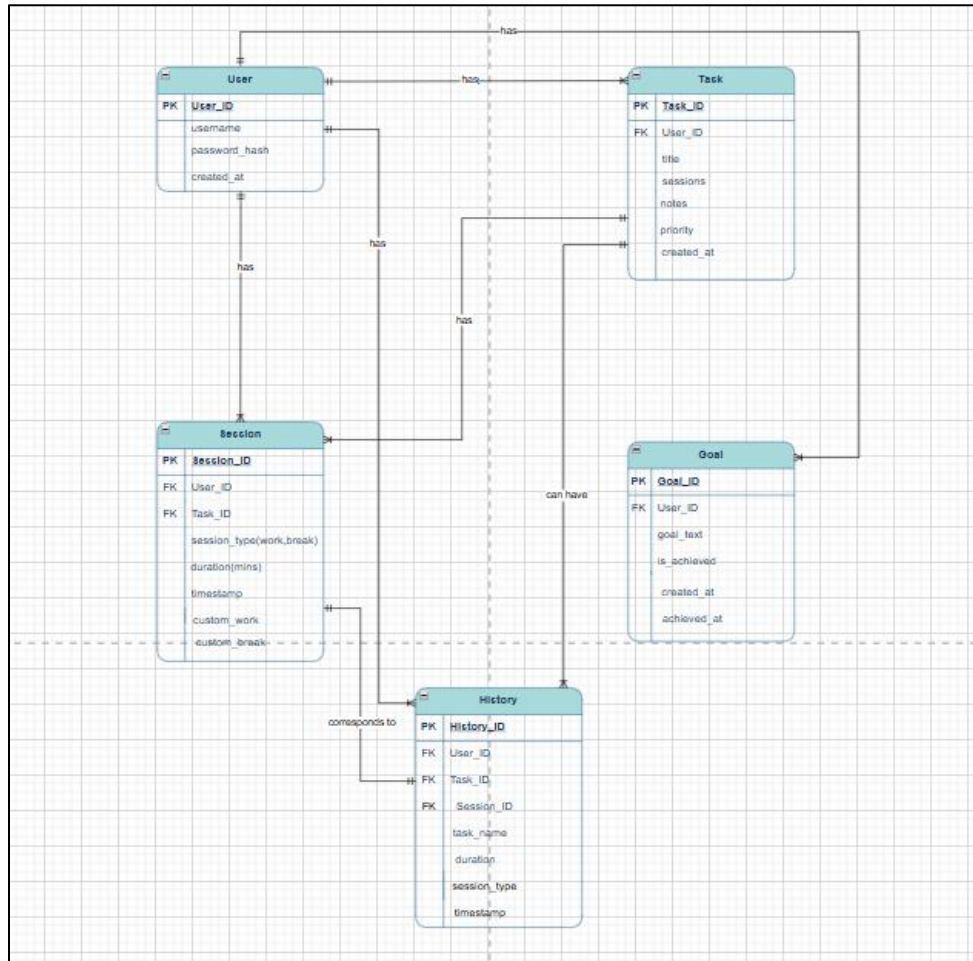 has
User
PK User_ID
username
password_hash
created_at
has
Task
PK Task_ID
FK User_ID
title
sessions
notes
priority
created_at
has
has
has
Session
PK Session_ID
FK User_ID
FK Task_ID
session_type(work,break)
duration(mins)
timestamp
custom_work
custom_break
Goal
PK Goal_ID
FK User_ID
goal_text
is_achieved
created_at
achieved_at
can have
corresponds to
History
PK History_ID
FK User_ID
FK Task_ID
FK Session_ID
task_name
duration
session_type
timestamp